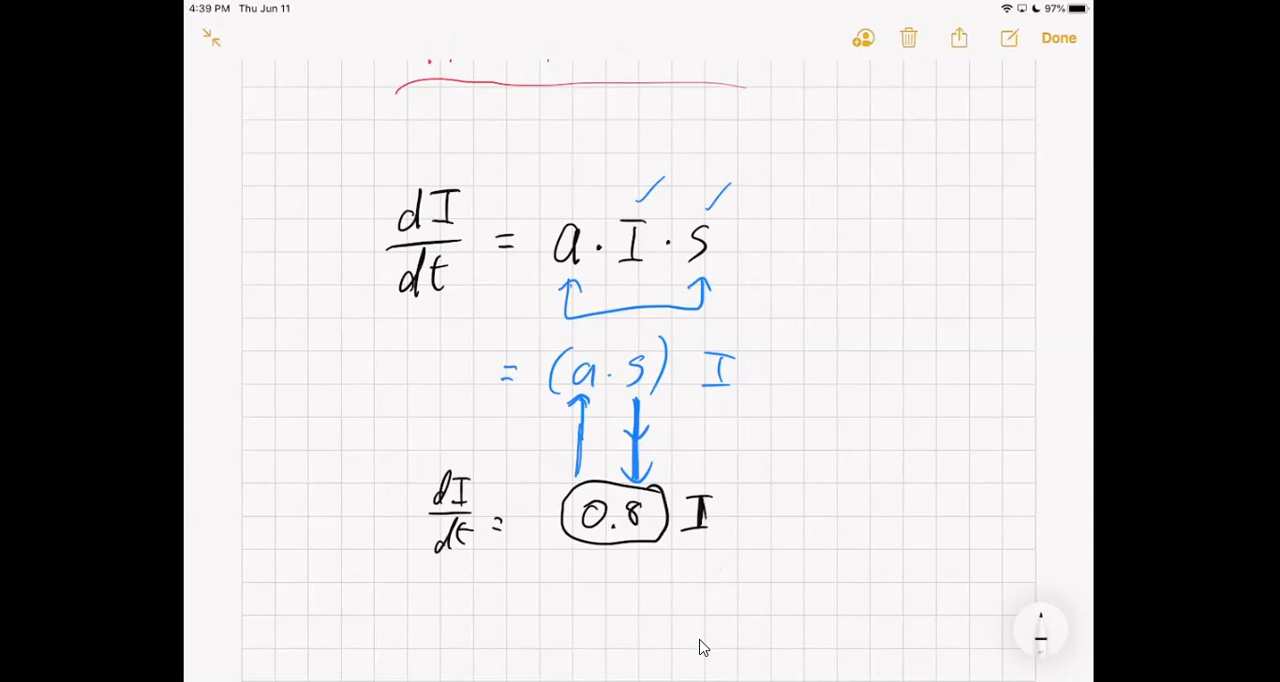 4:39 PM Thu Jun 11 97%
Done
dI/dt = a · I · s
= (a · s) I
dI/dt = 0.8 I